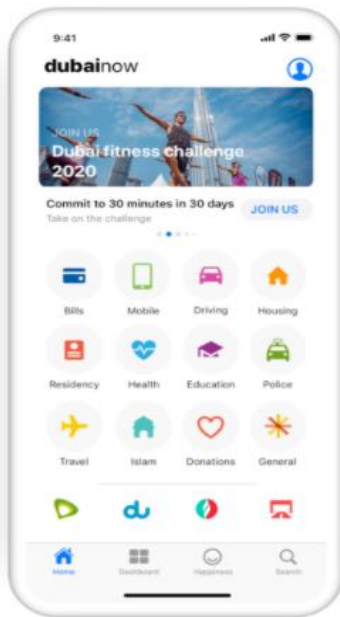 9:41
dubainow
JOIN US
Dubai fitness challenge
2020
Commit to 30 minutes in 30 days
JOIN US
Take on the challenge
Bills Mobile Driving Housing
Residency Health Education Police
Travel Islam Donations General
du
Home Dashboard Happiness Search